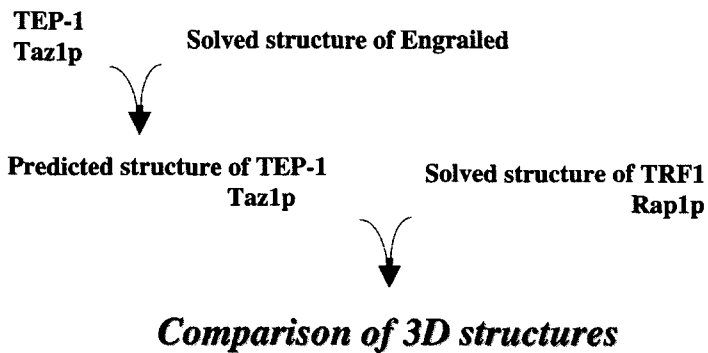 TEP-1
Taz1p
Solved structure of Engrailed
Predicted structure of TEP-1
Taz1p
Solved structure of TRF1
Rap1p
Comparison of 3D structures